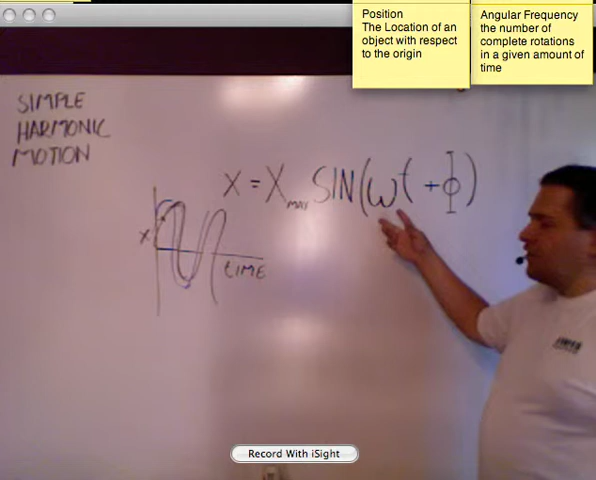 Position
The Location of an
object with respect
to the origin
Angular Frequency
the number of
complete rotations
in a given amount of
time
SIMPLE
HARMONIC
MOTION
X = X MAX SIN(ωt + Φ)
X
TIME
Record With iSight